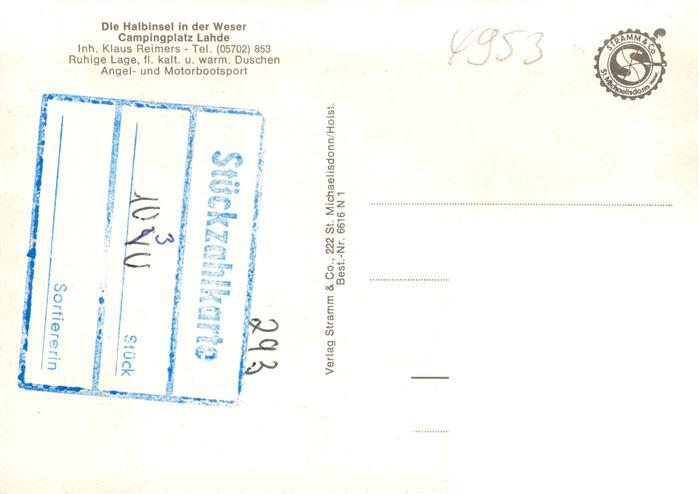 Die Halbinsel in der Weser
Campingplatz Lahde
Inh. Klaus Reimers - Tel. (05702) 853
Ruhige Lage, fl. kalt. u. warm. Duschen
Angel- und Motorbootsport
4953
STRAMM & Co
St. Michaelisdonn
Stückzahlkarte
Stück
Sortiererin
293
Verlag Stramm & Co., 222 St. Michaelisdonn/Holst.
Best.-Nr. 6616 N 1